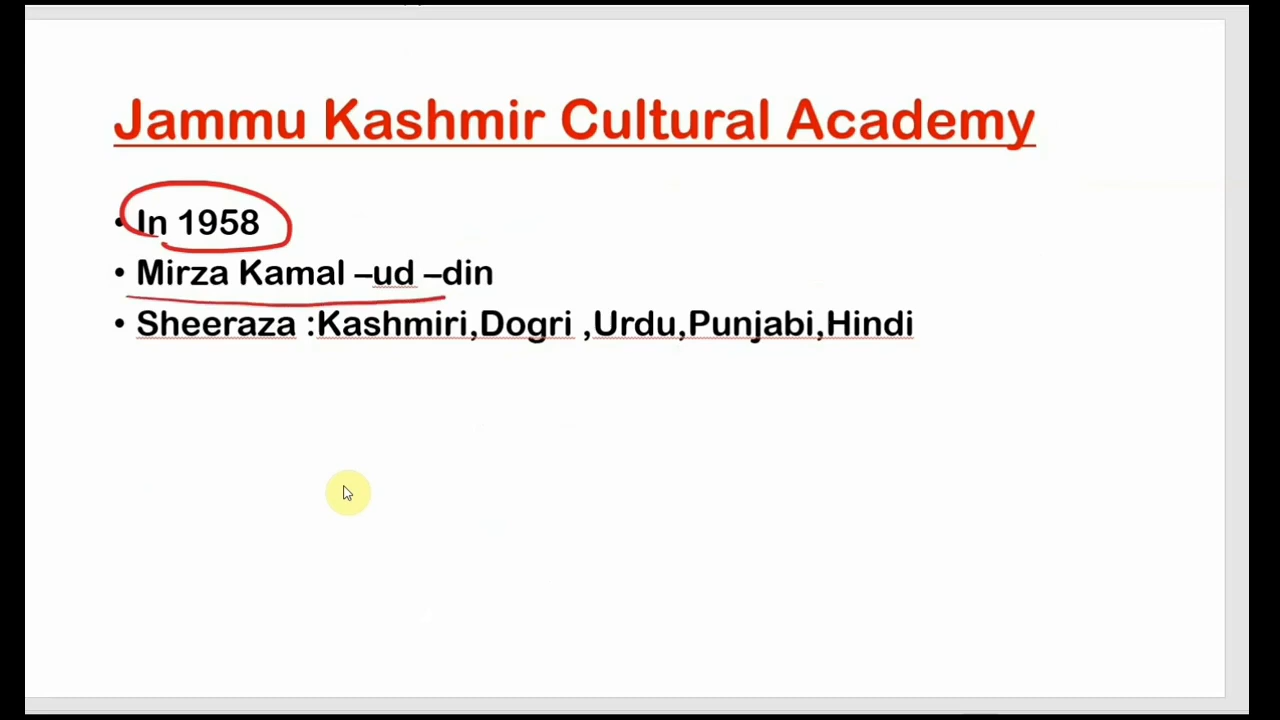 Jammu Kashmir Cultural Academy
• In 1958
• Mirza Kamal –ud –din
• Sheeraza :Kashmiri,Dogri ,Urdu,Punjabi,Hindi